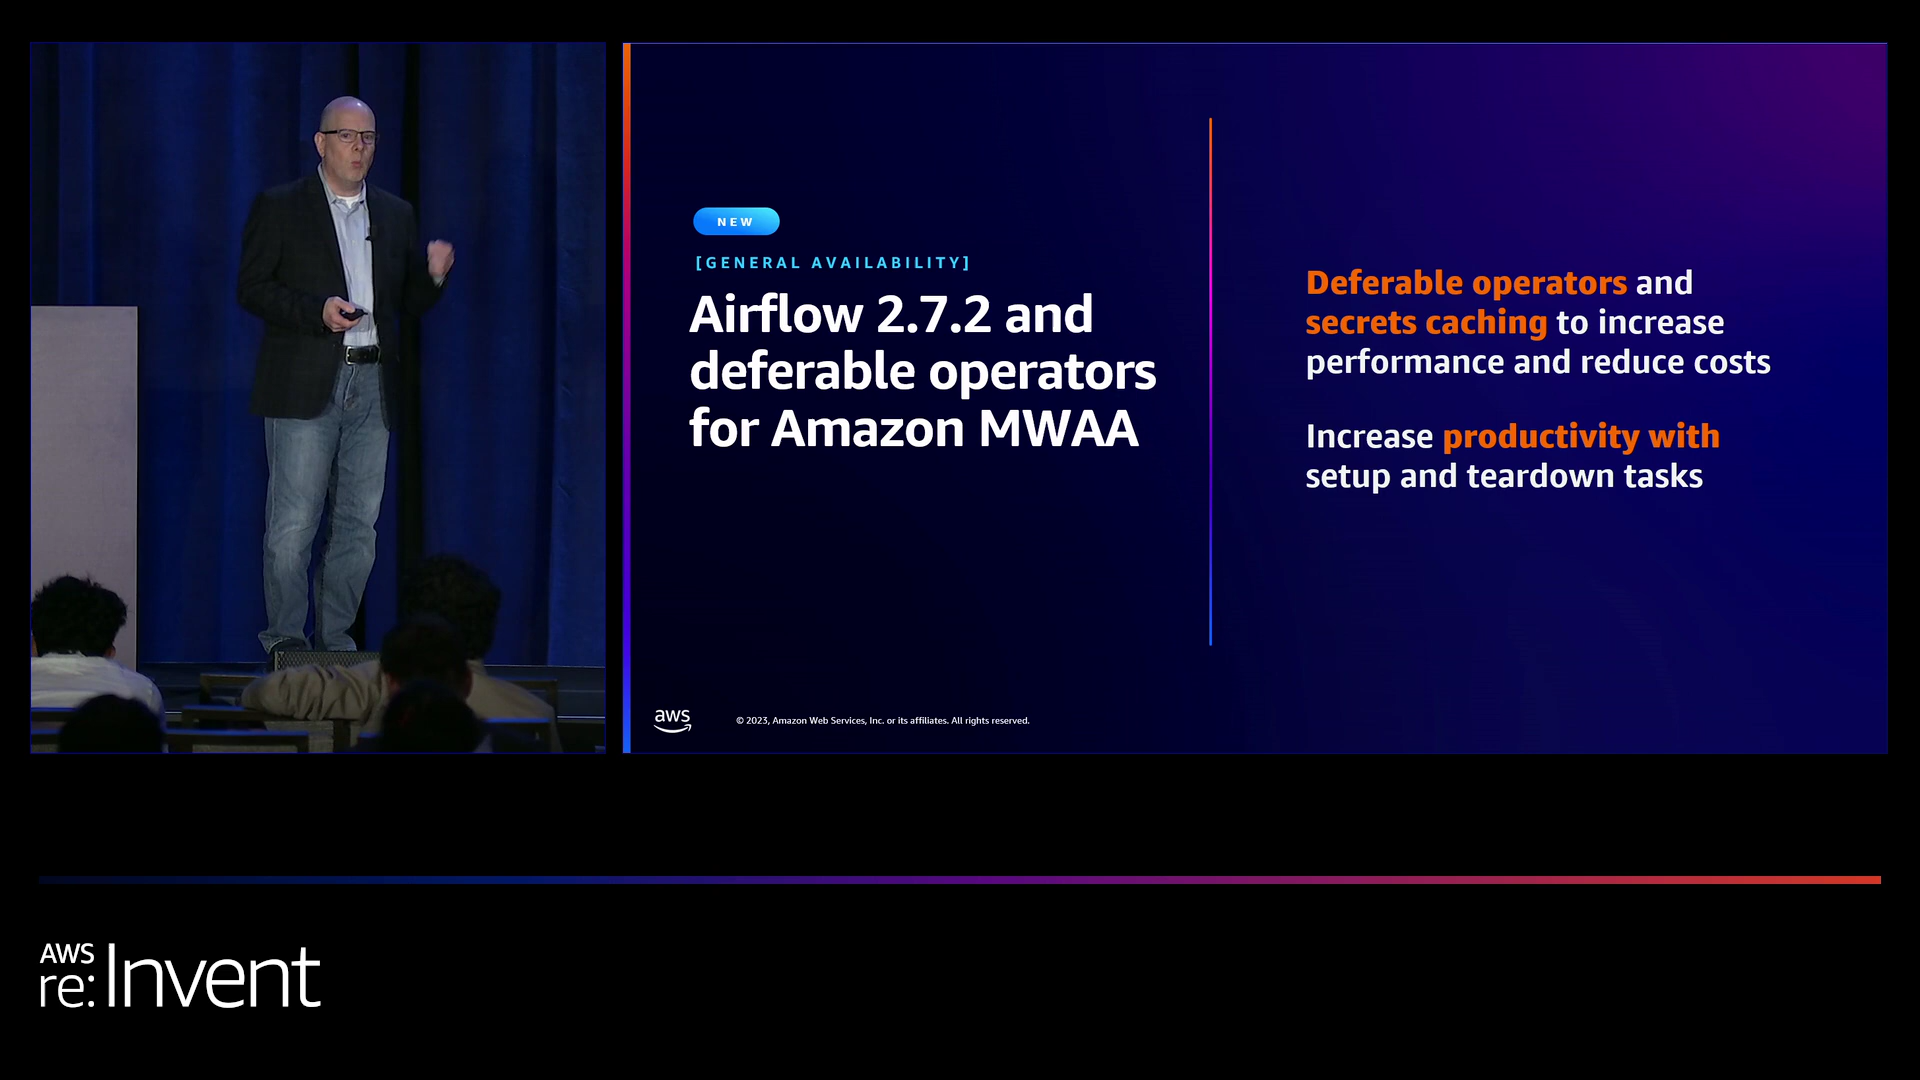 NEW
[GENERAL AVAILABILITY]
Airflow 2.7.2 and
deferable operators
for Amazon MWAA
Deferable operators and
secrets caching to increase
performance and reduce costs
Increase productivity with
setup and teardown tasks
aws
© 2023, Amazon Web Services, Inc. or its affiliates. All rights reserved.
AWS
re:Invent